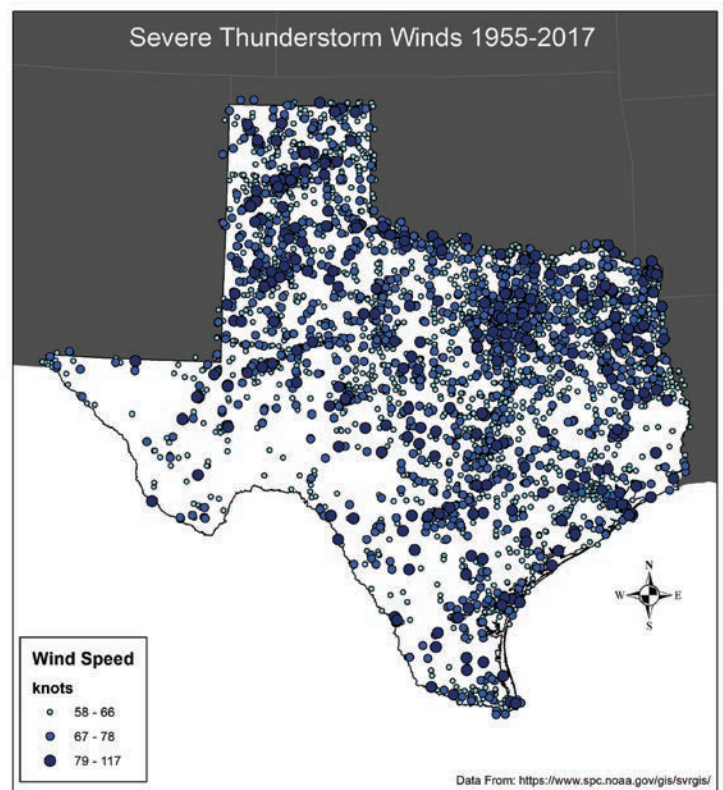 Severe Thunderstorm Winds 1955-2017
N
W E
S
Wind Speed
knots
58 - 66
67 - 78
79 - 117
Data From: https://www.spc.noaa.gov/gis/svrgis/